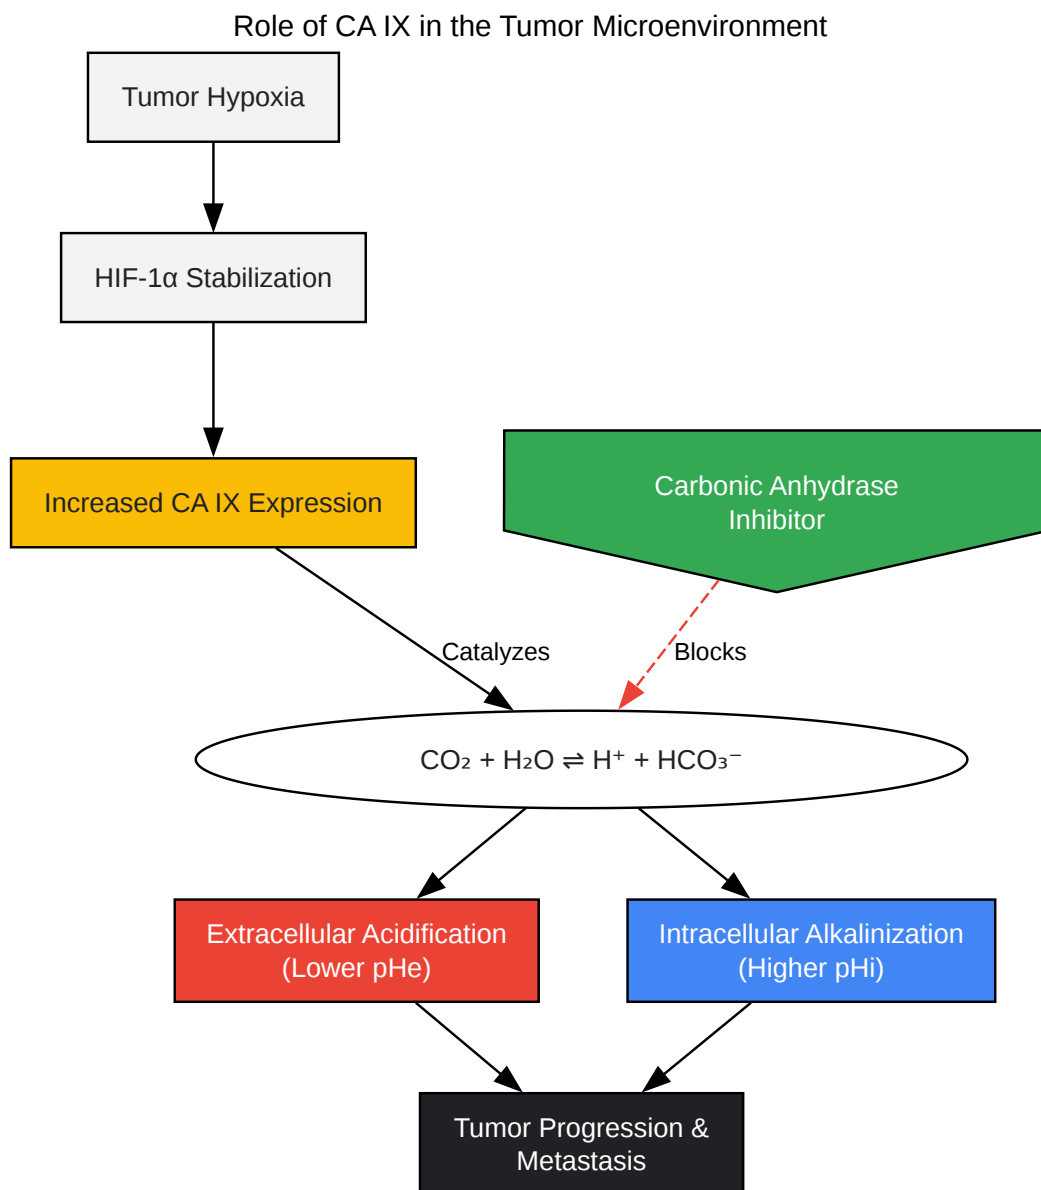 Role of CA IX in the Tumor Microenvironment
Tumor Hypoxia
HIF-1α Stabilization
Increased CA IX Expression
Carbonic Anhydrase
Inhibitor
Catalyzes
Blocks
CO₂ + H₂O ⇌ H⁺ + HCO₃⁻
Extracellular Acidification
(Lower pHe)
Intracellular Alkalinization
(Higher pHi)
Tumor Progression &
Metastasis